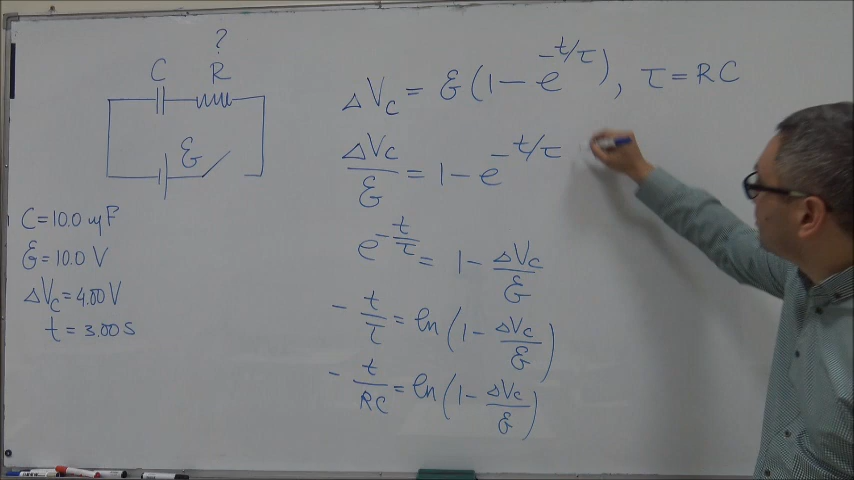 ?
C R
ℰ
C = 10.0 µF
ℰ = 10.0 V
ΔVc = 4.00 V
t = 3.00 s
ΔVc = ℰ(1 − e^(−t/τ)), τ = RC
ΔVc/ℰ = 1 − e^(−t/τ)
e^(−t/τ) = 1 − ΔVc/ℰ
− t/τ = ln(1 − ΔVc/ℰ)
− t/RC = ln(1 − ΔVc/ℰ)